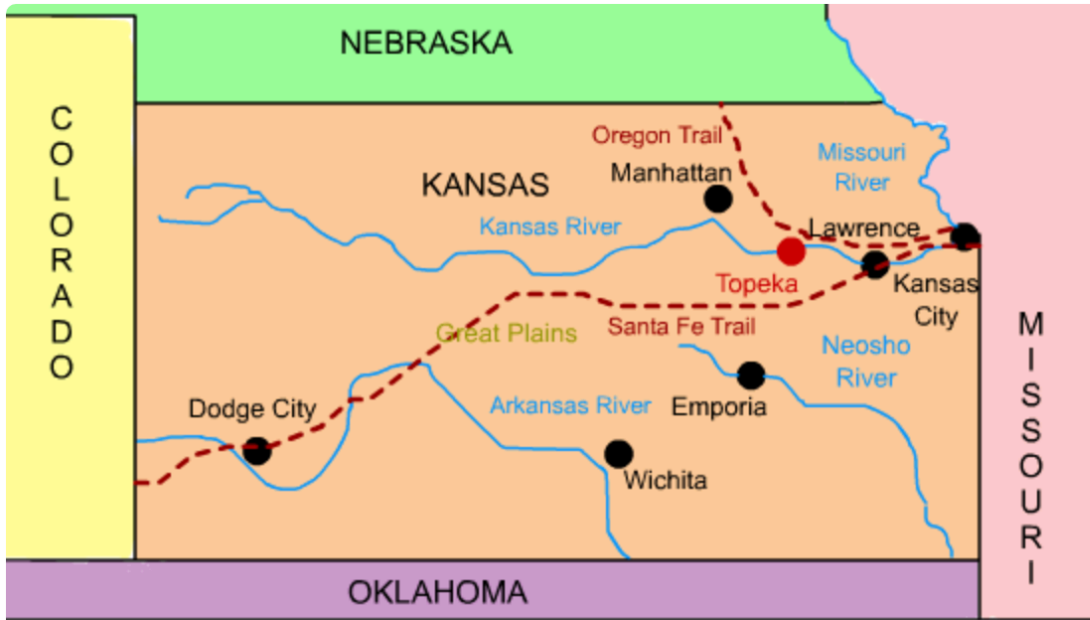 NEBRASKA
COLORADO
Oregon Trail
Missouri
River
Manhattan
KANSAS
Kansas River
Lawrence
Topeka
Kansas
City
Santa Fe Trail
Great Plains
MISSOURI
Neosho
River
Dodge City
Arkansas River
Emporia
Wichita
OKLAHOMA